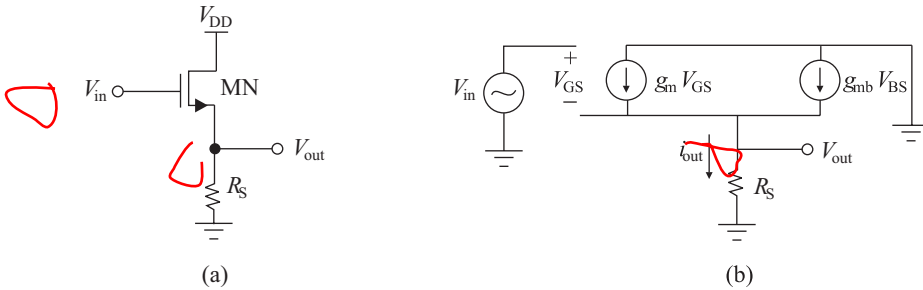 V_DD
MN
V_in
V_out
R_S
(a)
V_in
+
V_GS
−
g_m V_GS
g_mb V_BS
i_out
V_out
R_S
(b)